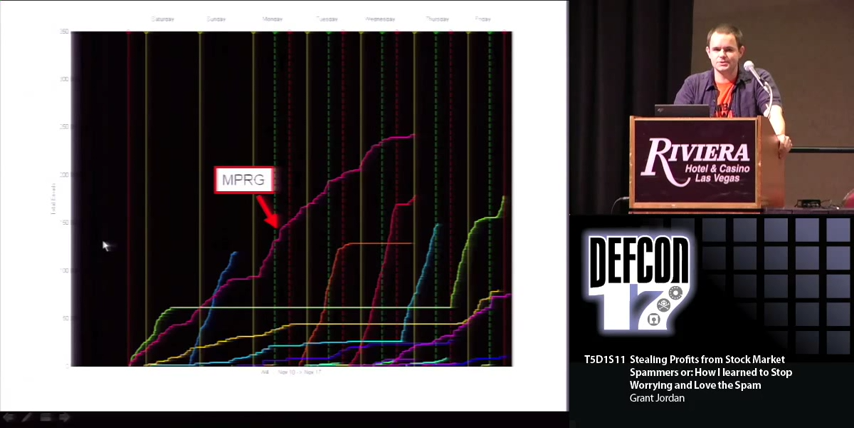 Saturday Sunday Monday Tuesday Wednesday Thursday Friday
MPRG
RIVIERA
Hotel & Casino
Las Vegas
DEFCON
17
T5D1S11 Stealing Profits from Stock Market
Spammers or: How I learned to Stop
Worrying and Love the Spam
Grant Jordan